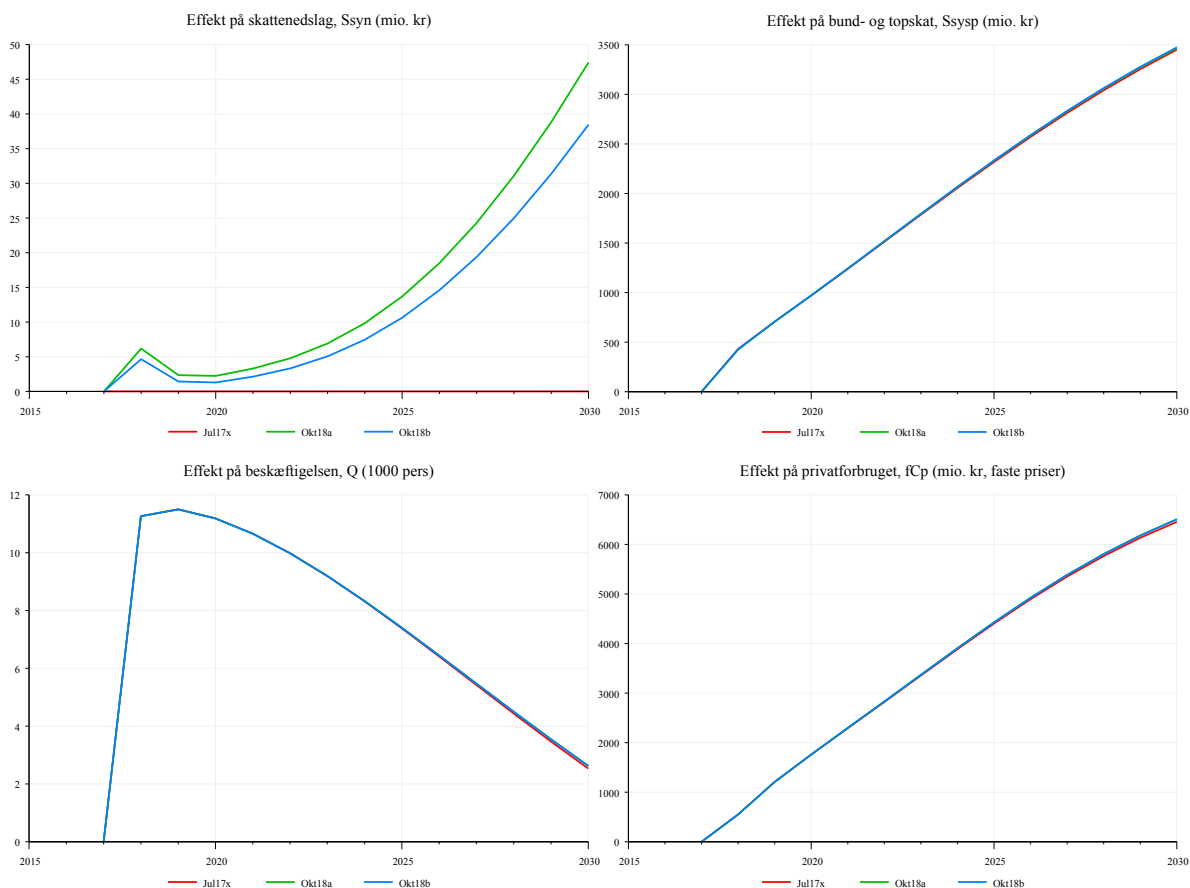 Effekt på skattenedslag, Ssyn (mio. kr)
50
45
40
35
30
25
20
15
10
5
0
2015 2020 2025 2030
Jul17x Okt18a Okt18b
Effekt på bund- og topskat, Ssysp (mio. kr)
3500
3000
2500
2000
1500
1000
500
0
2015 2020 2025 2030
Jul17x Okt18a Okt18b
Effekt på beskæftigelsen, Q (1000 pers)
12
10
8
6
4
2
0
2015 2020 2025 2030
Jul17x Okt18a Okt18b
Effekt på privatforbruget, fCp (mio. kr, faste priser)
7000
6000
5000
4000
3000
2000
1000
0
2015 2020 2025 2030
Jul17x Okt18a Okt18b